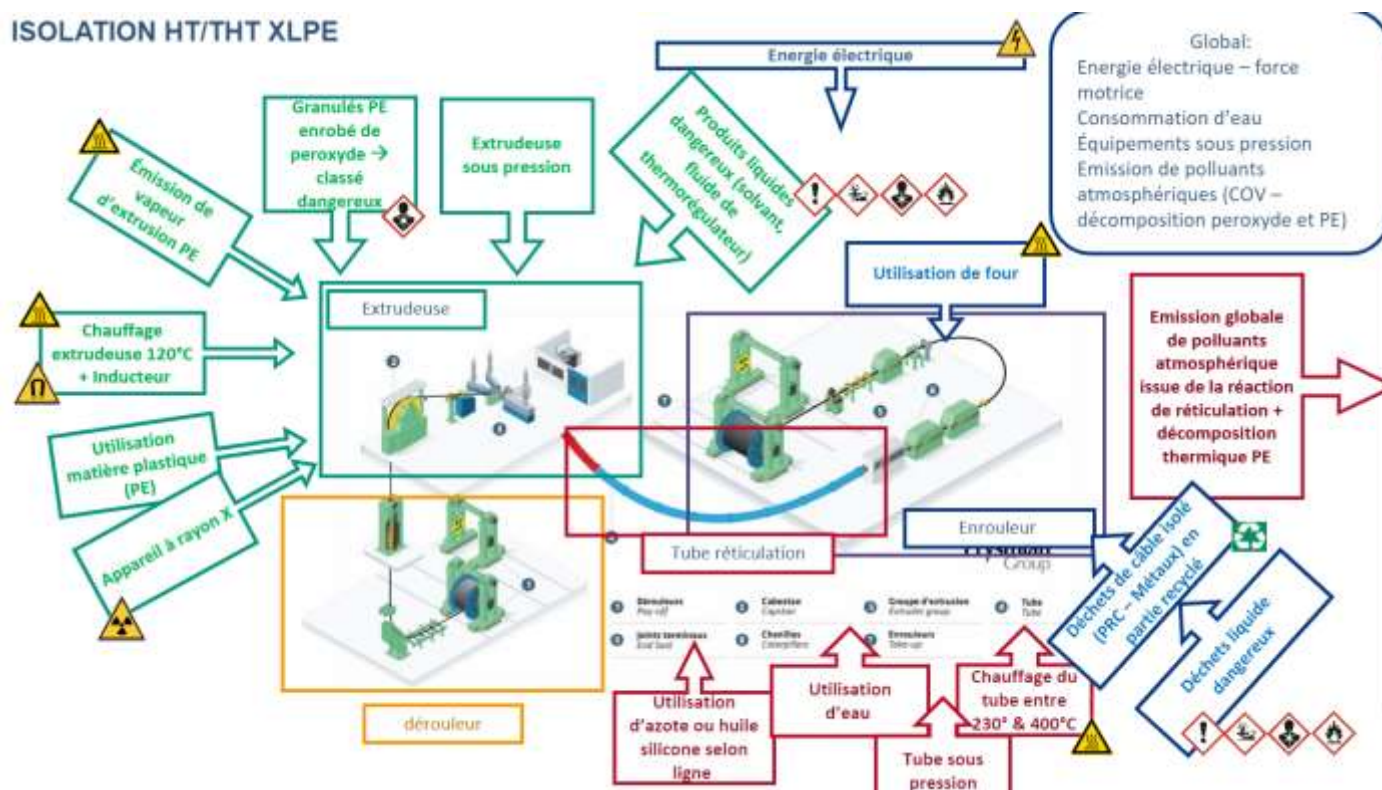 ISOLATION HT/THT XLPE
Energie électrique
Global:
Energie électrique – force
motrice
Consommation d'eau
Équipements sous pression
Emission de polluants
atmosphériques (COV –
décomposition peroxyde et PE)
Émission de
vapeur
d'extrusion PE
Granulés PE
enrobé de
peroxyde →
classé
dangereux
Extrudeuse
sous pression
Produits liquides
dangereux (solvant,
fluide de
thermorégulateur)
Utilisation de four
Extrudeuse
Chauffage
extrudeuse 120°C
+ Inducteur
Utilisation
matière plastique
(PE)
Appareil à rayon X
Emission globale
de polluants
atmosphérique
issue de la réaction
de réticulation +
décomposition
thermique PE
Tube réticulation
Enrouleur
Group
dérouleur
Dérouleurs
Pay-off
Cabestan
Capstan
Groupe d'extrusion
Extruder group
Tube
Tube
Joints terminaux
End Seal
Chenilles
Caterpillars
Enrouleurs
Take-up
Déchets de câble isolé
(PRC – Métaux) en
partie recyclé
Déchets liquide
dangereux
Utilisation
d'azote ou huile
silicone selon
ligne
Utilisation
d'eau
Tube sous
pression
Chauffage du
tube entre
230° & 400°C